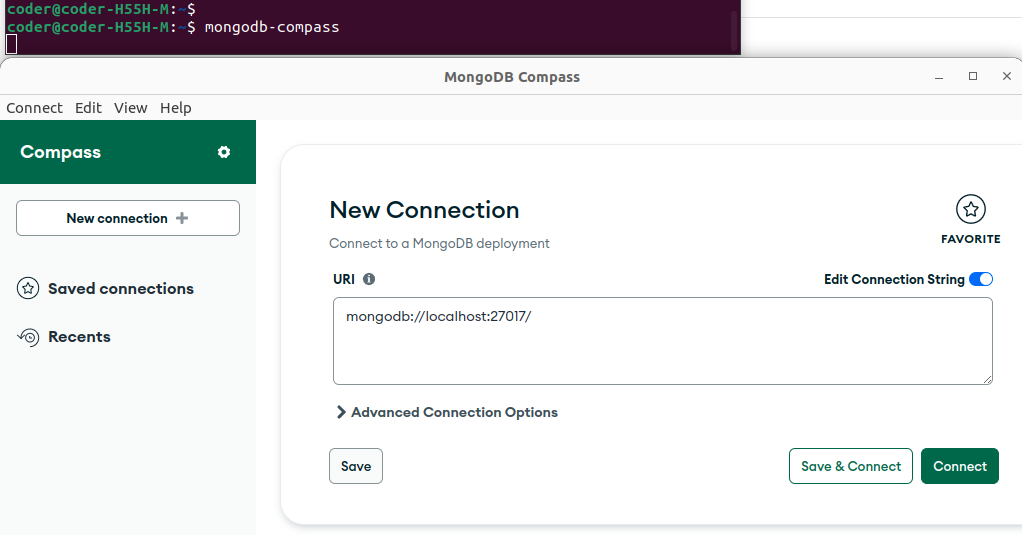 coder@coder-H55H-M:~$
coder@coder-H55H-M:~$ mongodb-compass
MongoDB Compass
Connect Edit View Help
Compass
New connection
Saved connections
Recents
New Connection
Connect to a MongoDB deployment
FAVORITE
URI
Edit Connection String
mongodb://localhost:27017/
Advanced Connection Options
Save
Save & Connect
Connect